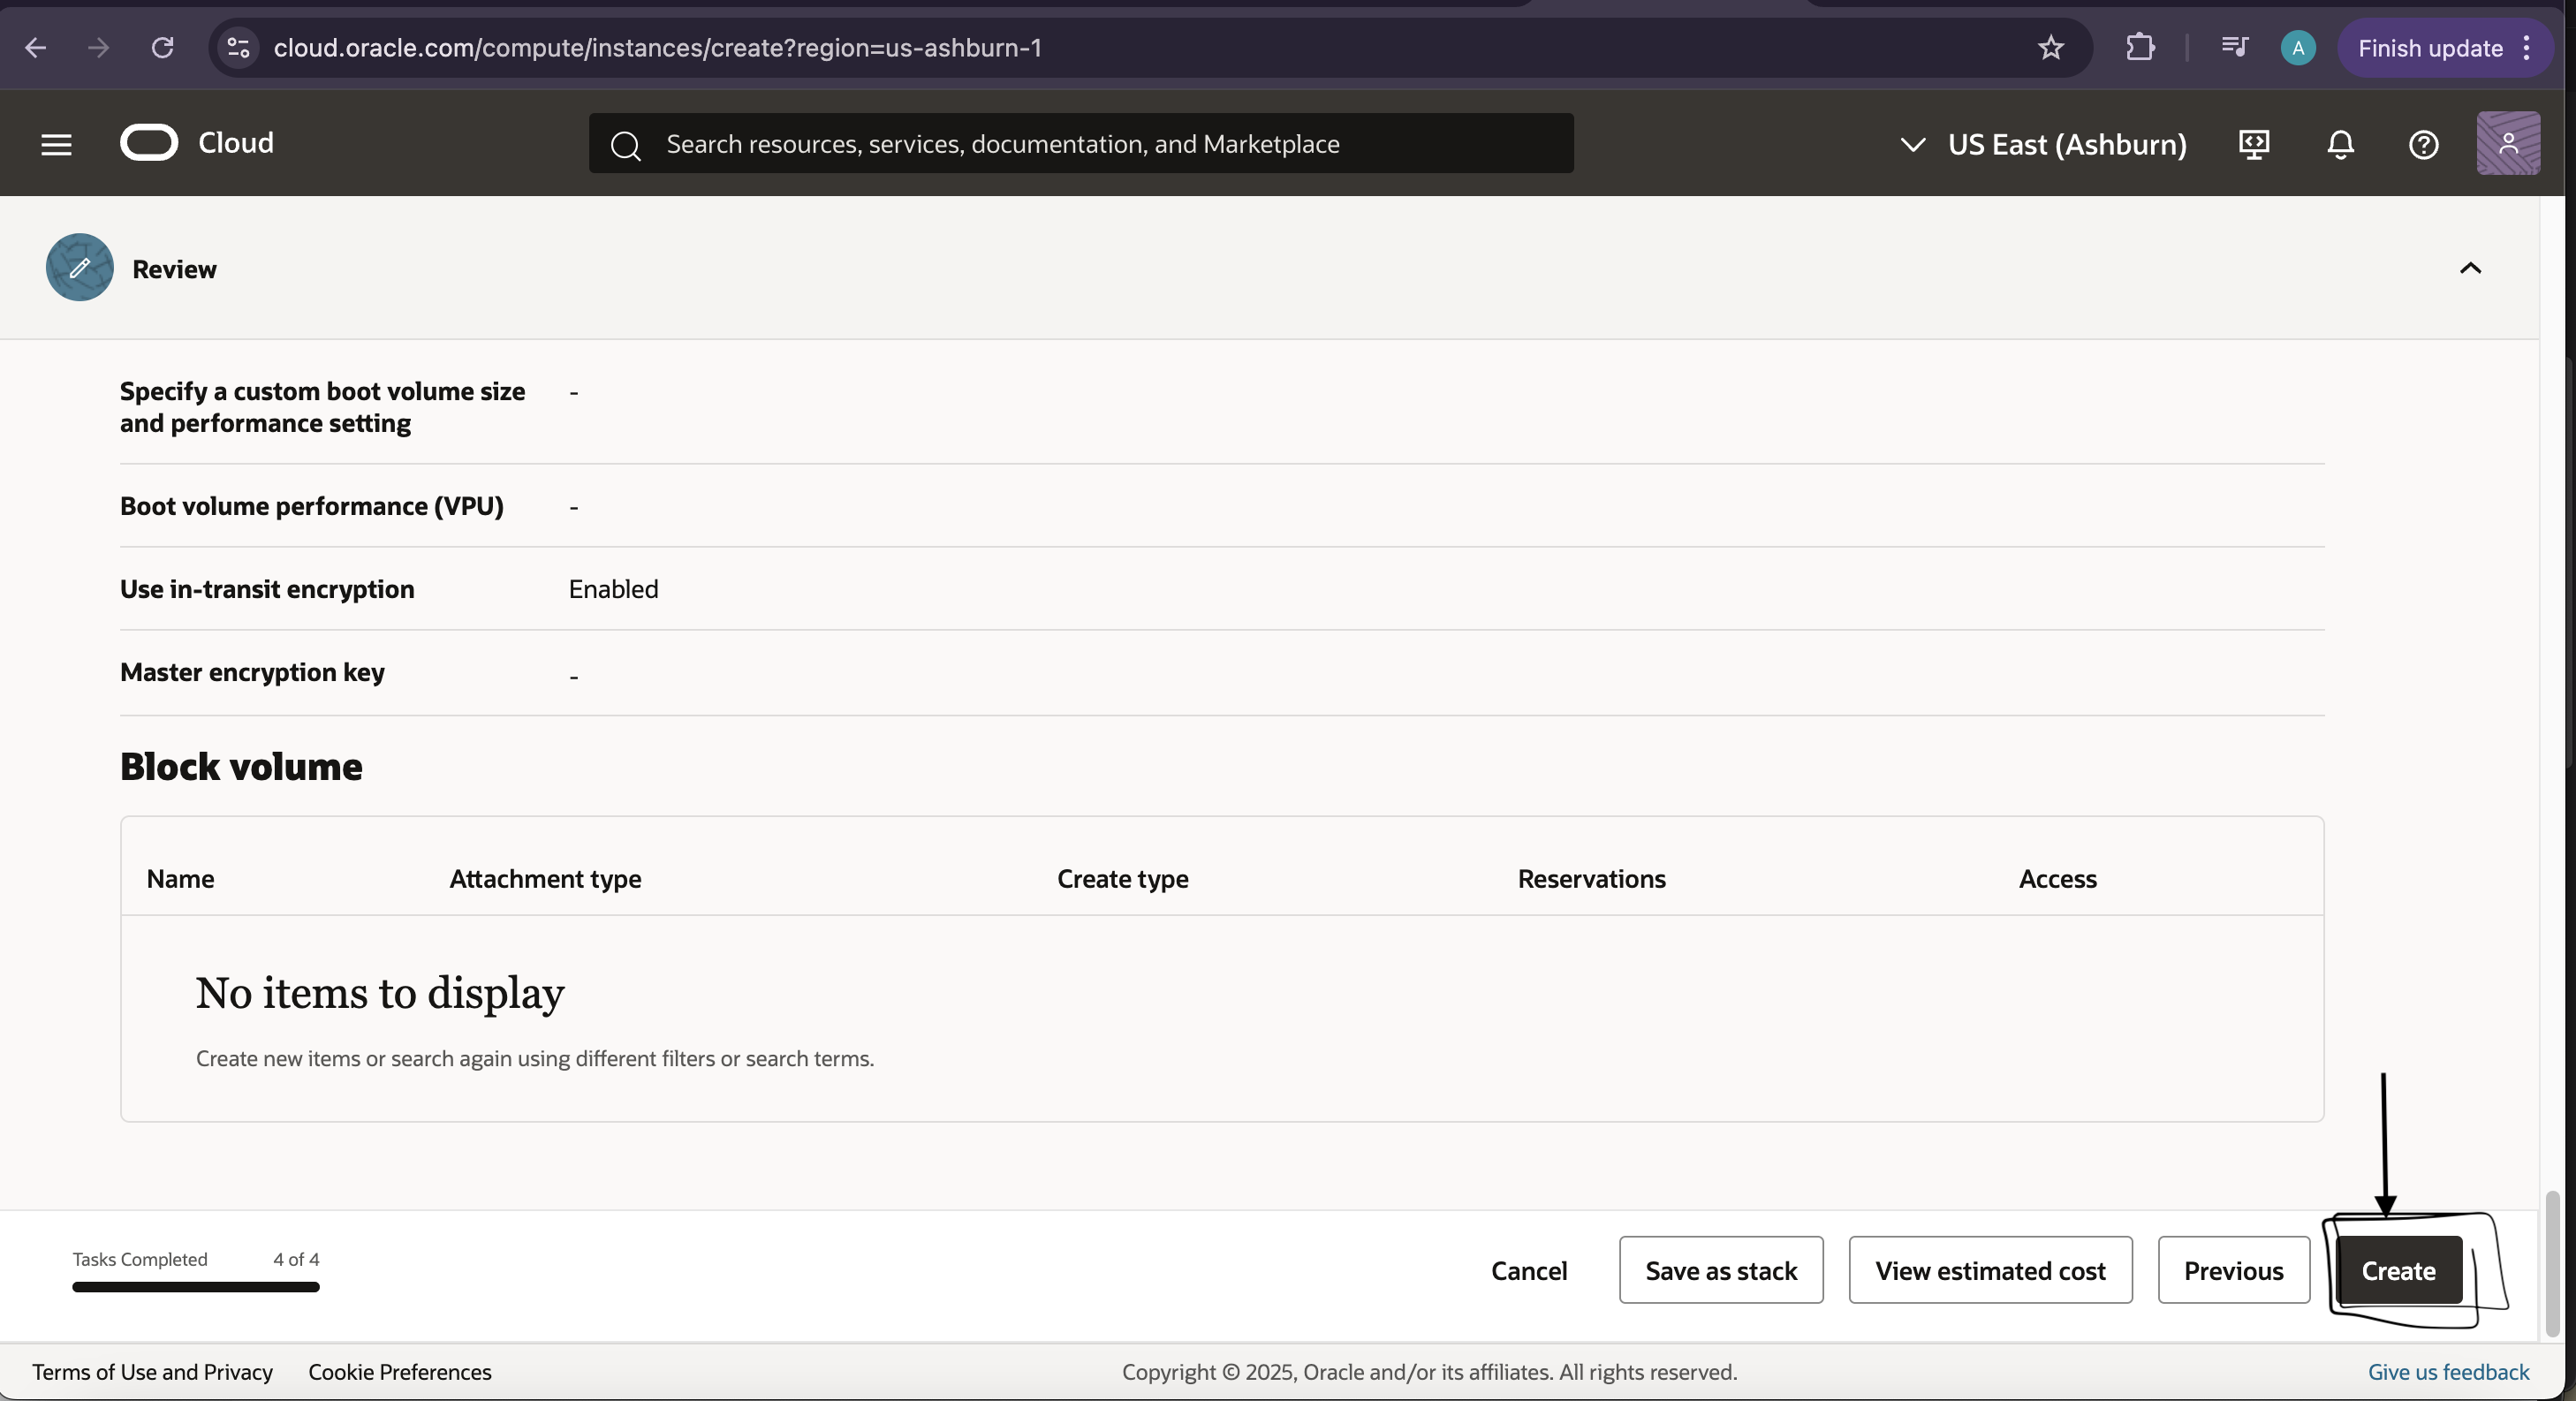 cloud.oracle.com/compute/instances/create?region=us-ashburn-1
A
Finish update
Cloud
Search resources, services, documentation, and Marketplace
US East (Ashburn)
Review
Specify a custom boot volume size
and performance setting
-
Boot volume performance (VPU) -
Use in-transit encryption Enabled
Master encryption key -
Block volume
Name Attachment type Create type Reservations Access
No items to display
Create new items or search again using different filters or search terms.
Tasks Completed 4 of 4
Cancel Save as stack View estimated cost Previous Create
Terms of Use and Privacy Cookie Preferences Copyright © 2025, Oracle and/or its affiliates. All rights reserved. Give us feedback